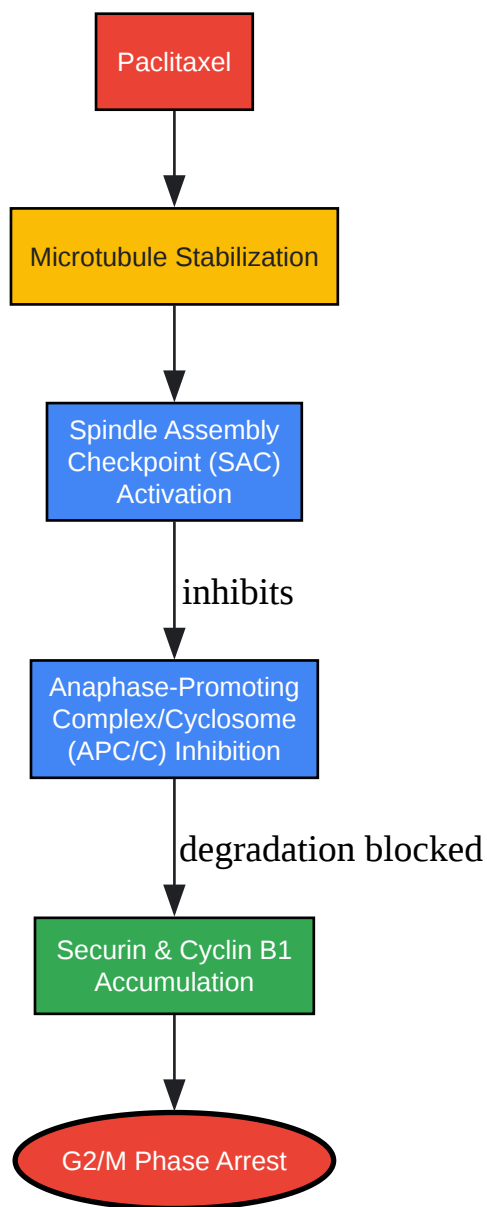 Paclitaxel
Microtubule Stabilization
Spindle Assembly
Checkpoint (SAC)
Activation
inhibits
Anaphase-Promoting
Complex/Cyclosome
(APC/C) Inhibition
degradation blocked
Securin & Cyclin B1
Accumulation
G2/M Phase Arrest